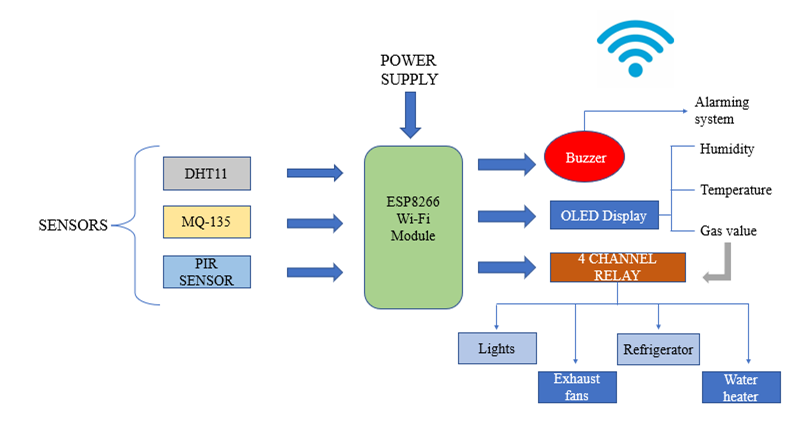 POWER
SUPPLY
Alarming
system
Buzzer
Humidity
DHT11
ESP8266
Wi-Fi
Module
Temperature
SENSORS
MQ-135
OLED Display
Gas value
PIR
SENSOR
4 CHANNEL
RELAY
Lights
Refrigerator
Exhaust
fans
Water
heater